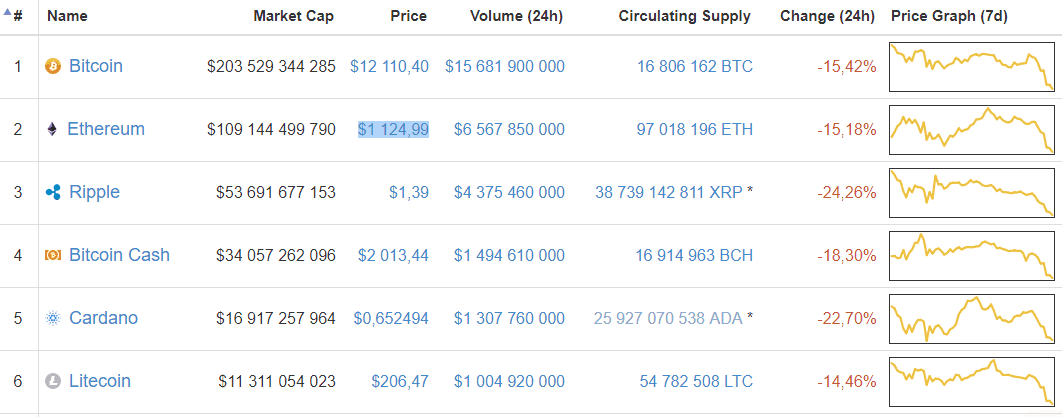 # Name Market Cap Price Volume (24h) Circulating Supply Change (24h) Price Graph (7d)
1 Bitcoin $203 529 344 285 $12 110,40 $15 681 900 000 16 806 162 BTC -15,42%
2 Ethereum $109 144 499 790 $1 124,99 $6 567 850 000 97 018 196 ETH -15,18%
3 Ripple $53 691 677 153 $1,39 $4 375 460 000 38 739 142 811 XRP * -24,26%
4 Bitcoin Cash $34 057 262 096 $2 013,44 $1 494 610 000 16 914 963 BCH -18,30%
5 Cardano $16 917 257 964 $0,652494 $1 307 760 000 25 927 070 538 ADA * -22,70%
6 Litecoin $11 311 054 023 $206,47 $1 004 920 000 54 782 508 LTC -14,46%